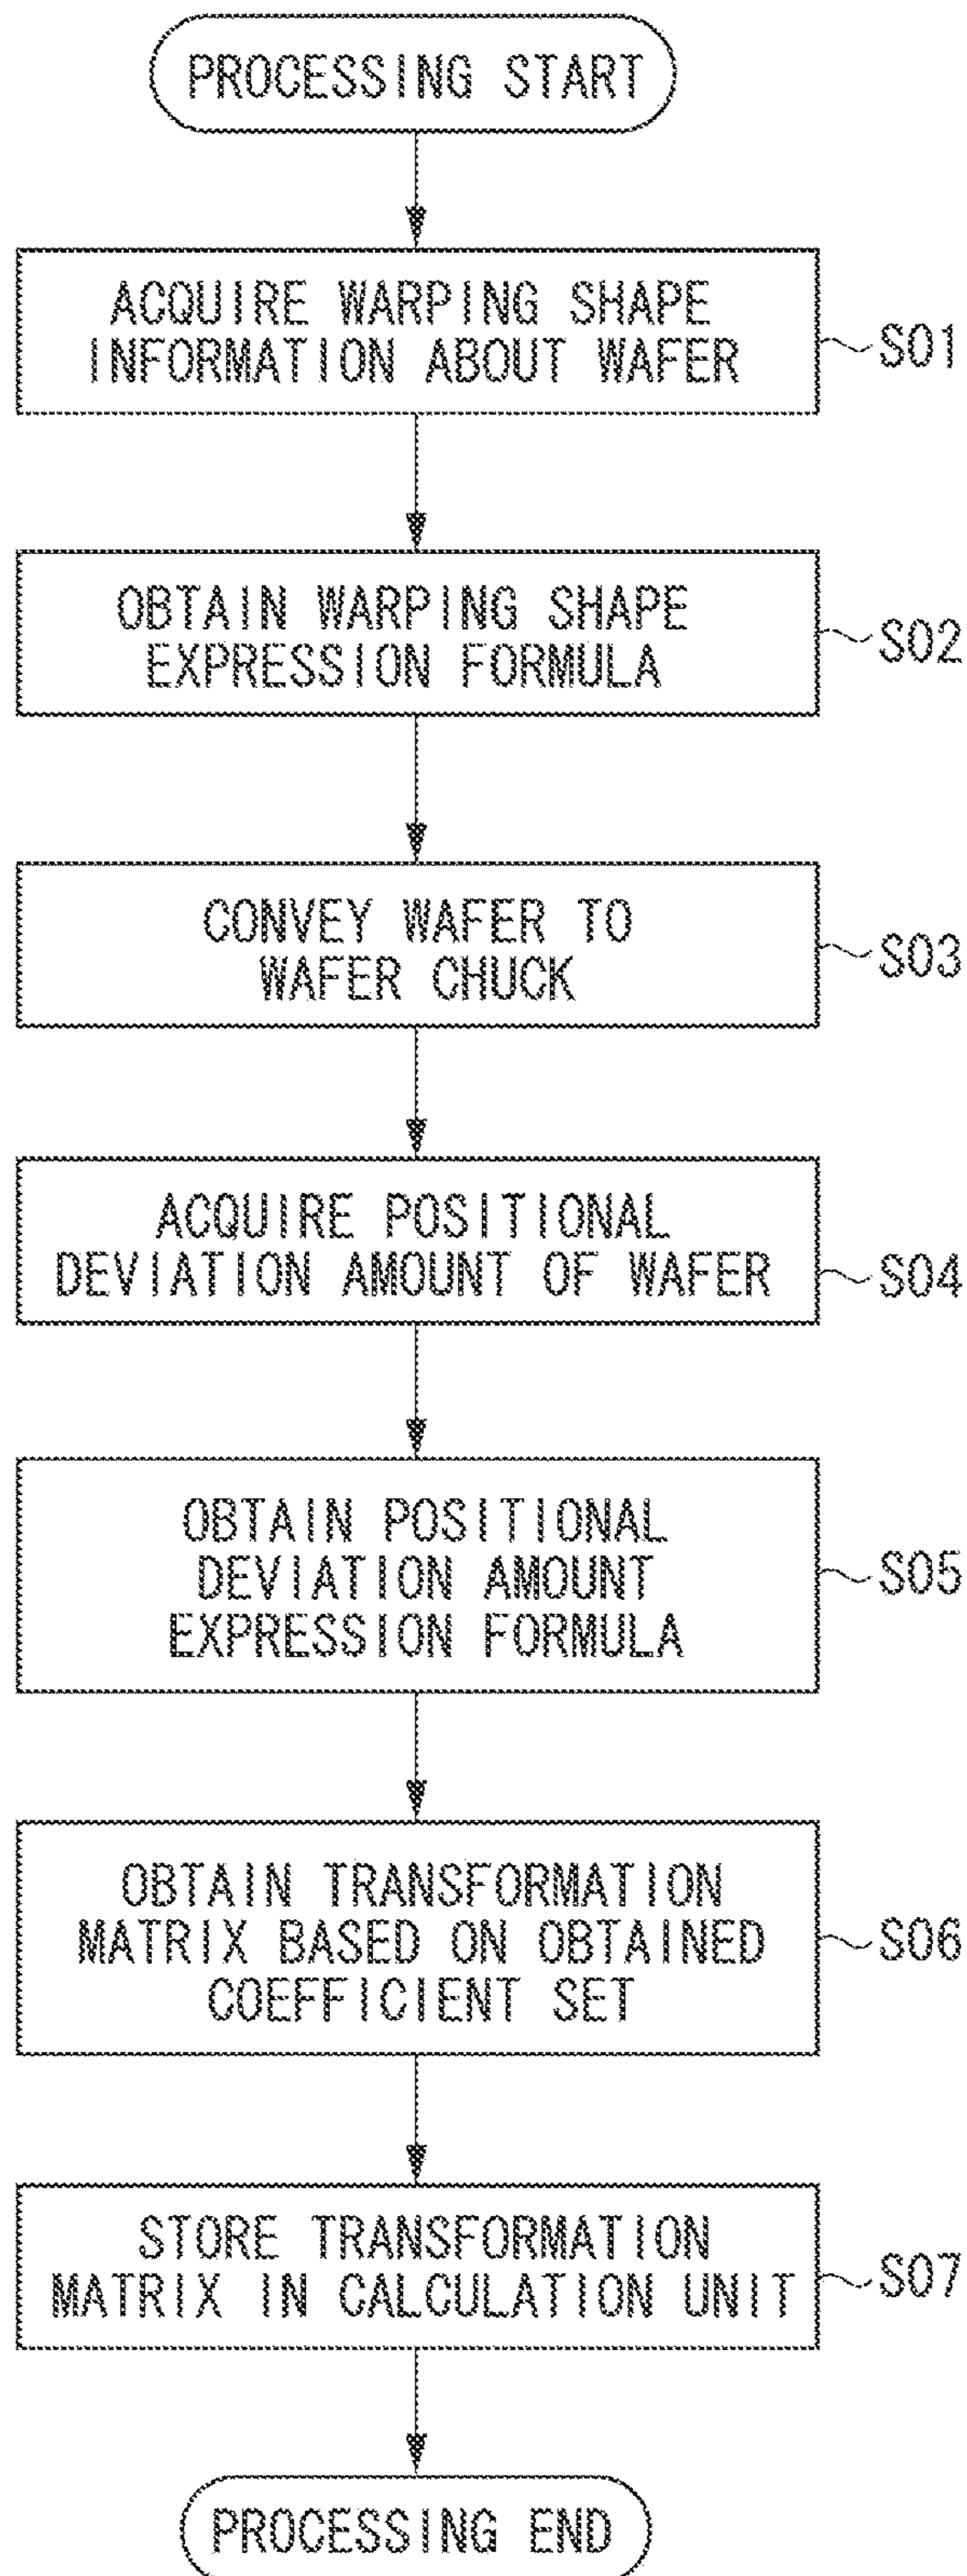 PROCESSING START
ACQUIRE WARPING SHAPE
INFORMATION ABOUT WAFER
S01
OBTAIN WARPING SHAPE
EXPRESSION FORMULA
S02
CONVEY WAFER TO
WAFER CHUCK
S03
ACQUIRE POSITIONAL
DEVIATION AMOUNT OF WAFER
S04
OBTAIN POSITIONAL
DEVIATION AMOUNT
EXPRESSION FORMULA
S05
OBTAIN TRANSFORMATION
MATRIX BASED ON OBTAINED
COEFFICIENT SET
S06
STORE TRANSFORMATION
MATRIX IN CALCULATION UNIT
S07
PROCESSING END